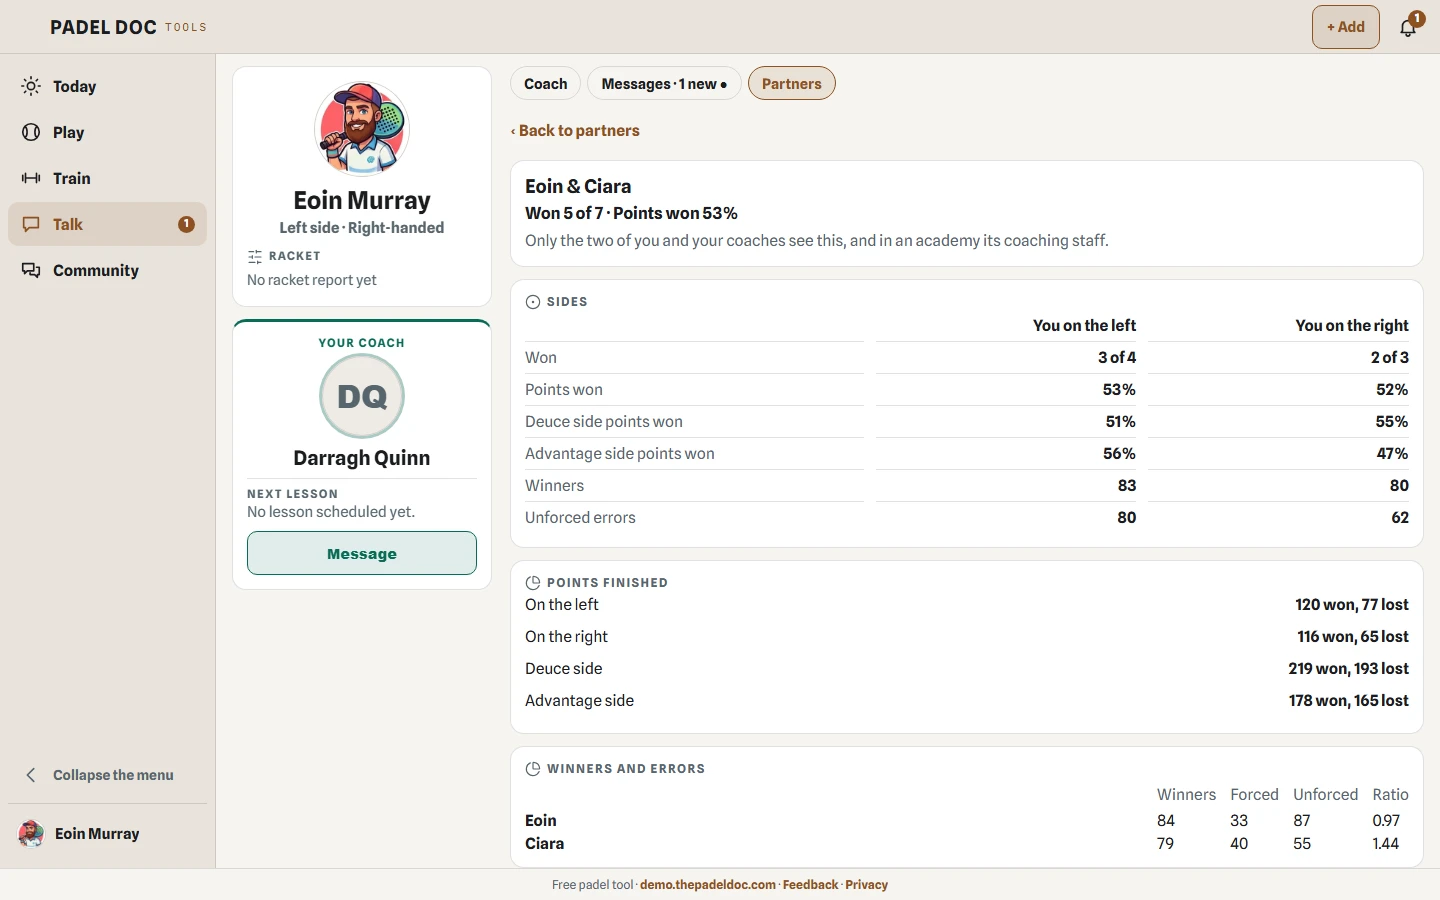 PADEL DOC TOOLS
+ Add
1
Today
Play
Train
Talk
1
Community
Collapse the menu
Eoin Murray
Eoin Murray
Left side · Right-handed
RACKET
No racket report yet
YOUR COACH
DQ
Darragh Quinn
NEXT LESSON
No lesson scheduled yet.
Message
Coach
Messages · 1 new ●
Partners
‹ Back to partners
Eoin & Ciara
Won 5 of 7 · Points won 53%
Only the two of you and your coaches see this, and in an academy its coaching staff.
SIDES
You on the left You on the right
Won 3 of 4 2 of 3
Points won 53% 52%
Deuce side points won 51% 55%
Advantage side points won 56% 47%
Winners 83 80
Unforced errors 80 62
POINTS FINISHED
On the left 120 won, 77 lost
On the right 116 won, 65 lost
Deuce side 219 won, 193 lost
Advantage side 178 won, 165 lost
WINNERS AND ERRORS
Winners Forced Unforced Ratio
Eoin 84 33 87 0.97
Ciara 79 40 55 1.44
Free padel tool · demo.thepadeldoc.com · Feedback · Privacy